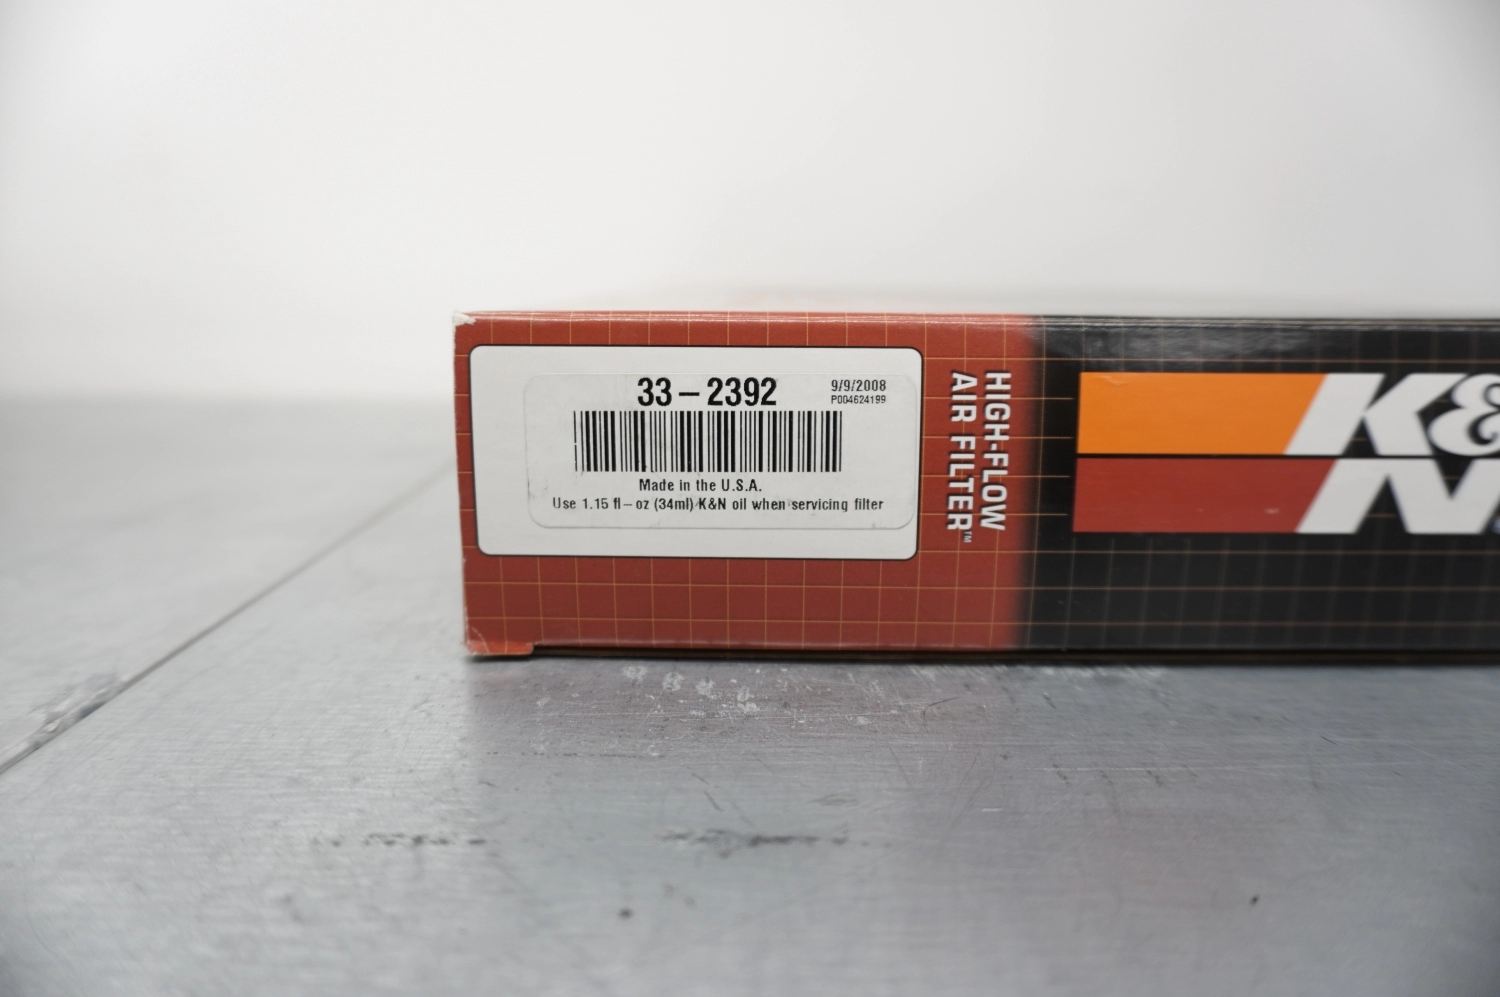 33-2392
9/9/2008
P004624199
Made in the U.S.A.
Use 1.15 fl-oz (34ml) K&N oil when servicing filter
HIGH-FLOW
AIR FILTER™
K&
N